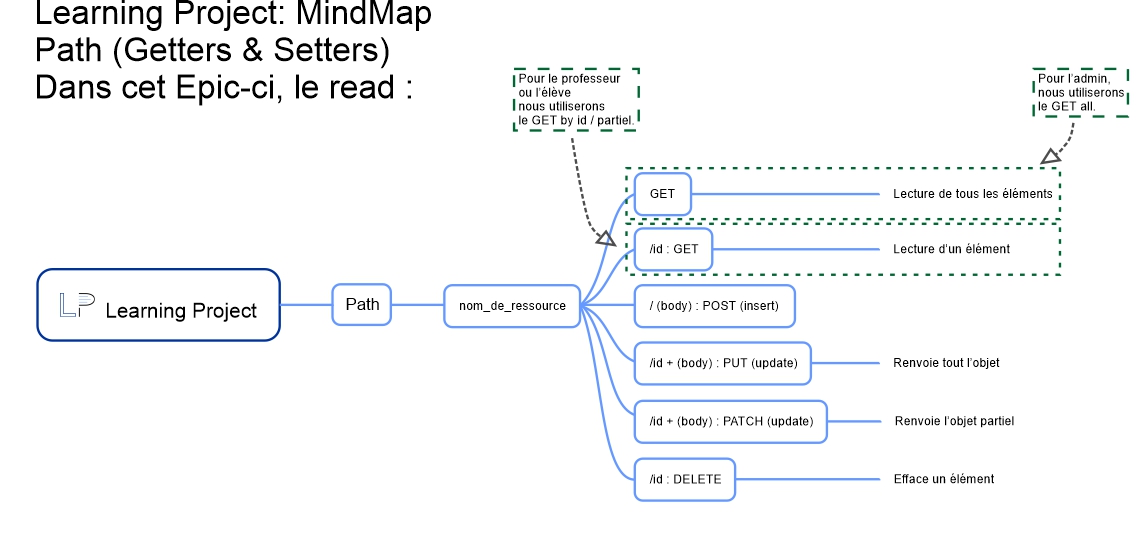 Learning Project: MindMap
Path (Getters & Setters)
Dans cet Epic-ci, le read :
Pour le professeur
ou l'élève
nous utiliserons
le GET by id / partiel.
Pour l'admin,
nous utiliserons
le GET all.
GET
Lecture de tous les éléments
/id : GET
Lecture d'un élément
LP Learning Project
Path
nom_de_ressource
/ (body) : POST (insert)
/id + (body) : PUT (update)
Renvoie tout l'objet
/id + (body) : PATCH (update)
Renvoie l'objet partiel
/id : DELETE
Efface un élément